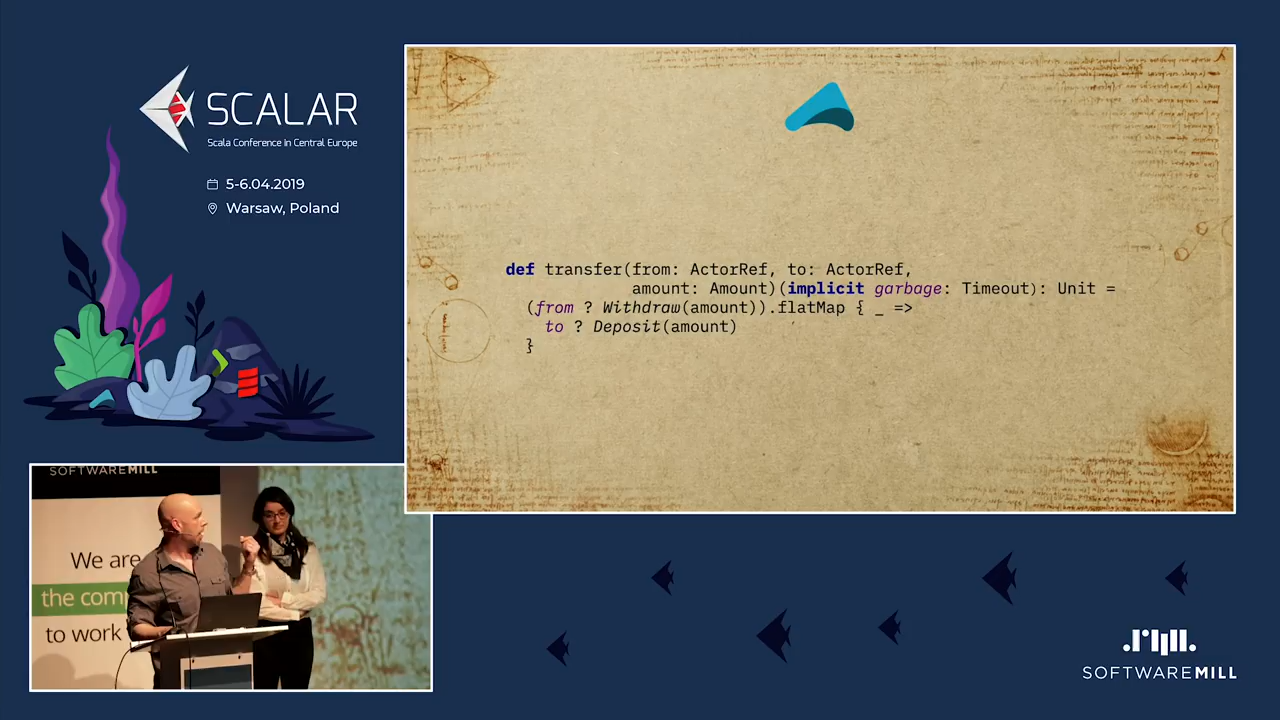 SCALAR
Scala Conference In Central Europe
5-6.04.2019
Warsaw, Poland
def transfer(from: ActorRef, to: ActorRef,
             amount: Amount)(implicit garbage: Timeout): Unit =
  (from ? Withdraw(amount)).flatMap { _ =>
    to ? Deposit(amount)
  }
SOFTWAREMILL
We are
the comp
to work
SOFTWAREMILL